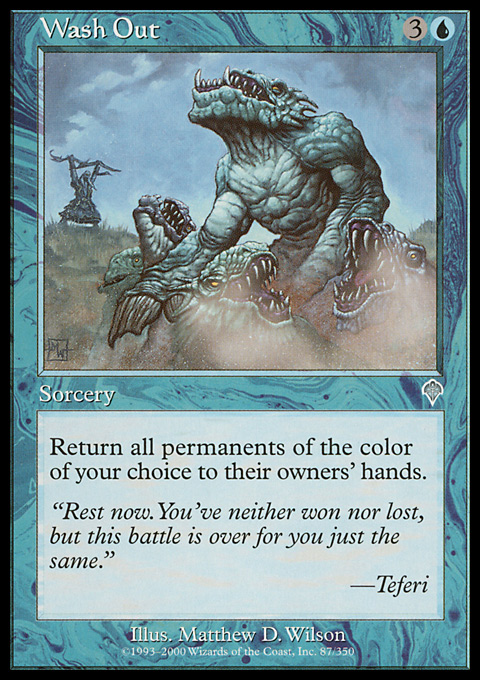 Wash Out 3
Sorcery
Return all permanents of the color
of your choice to their owners’ hands.
“Rest now. You’ve neither won nor lost,
but this battle is over for you just the
same.”
—Teferi
Illus. Matthew D. Wilson
©1993–2000 Wizards of the Coast, Inc. 87/350